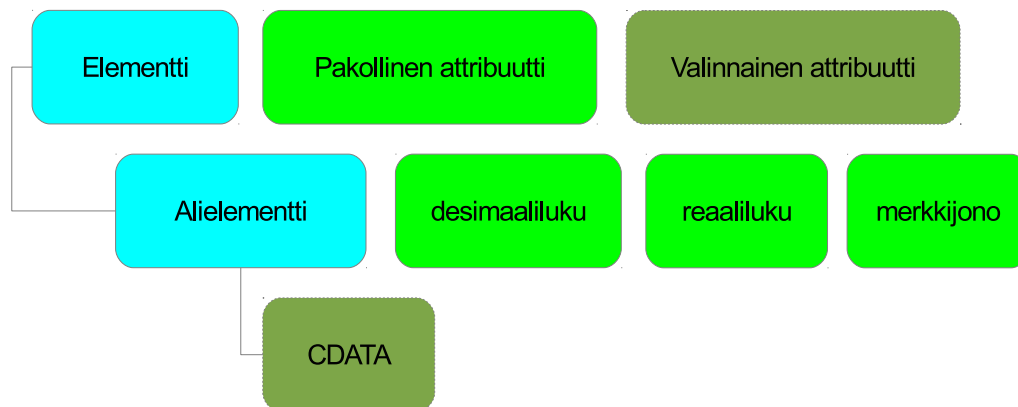 Elementti
Pakollinen attribuutti
Valinnainen attribuutti
Alielementti
desimaaliluku
reaaliluku
merkkijono
CDATA